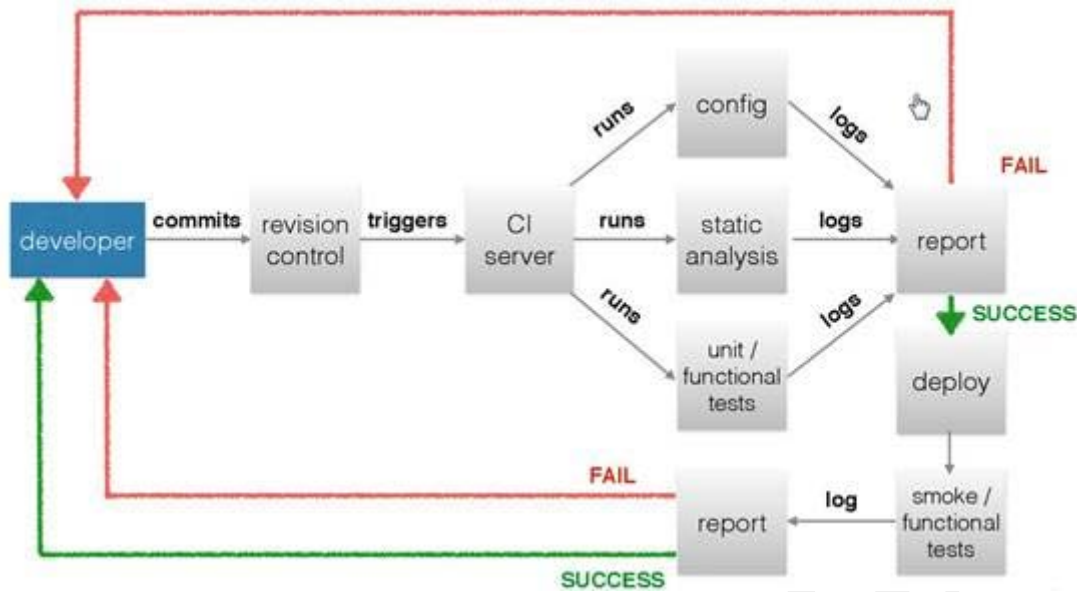 config
runs
logs
FAIL
developer
commits
revision
control
triggers
CI
server
runs
static
analysis
logs
report
runs
logs
SUCCESS
unit /
functional
tests
deploy
FAIL
report
log
smoke /
functional
tests
SUCCESS